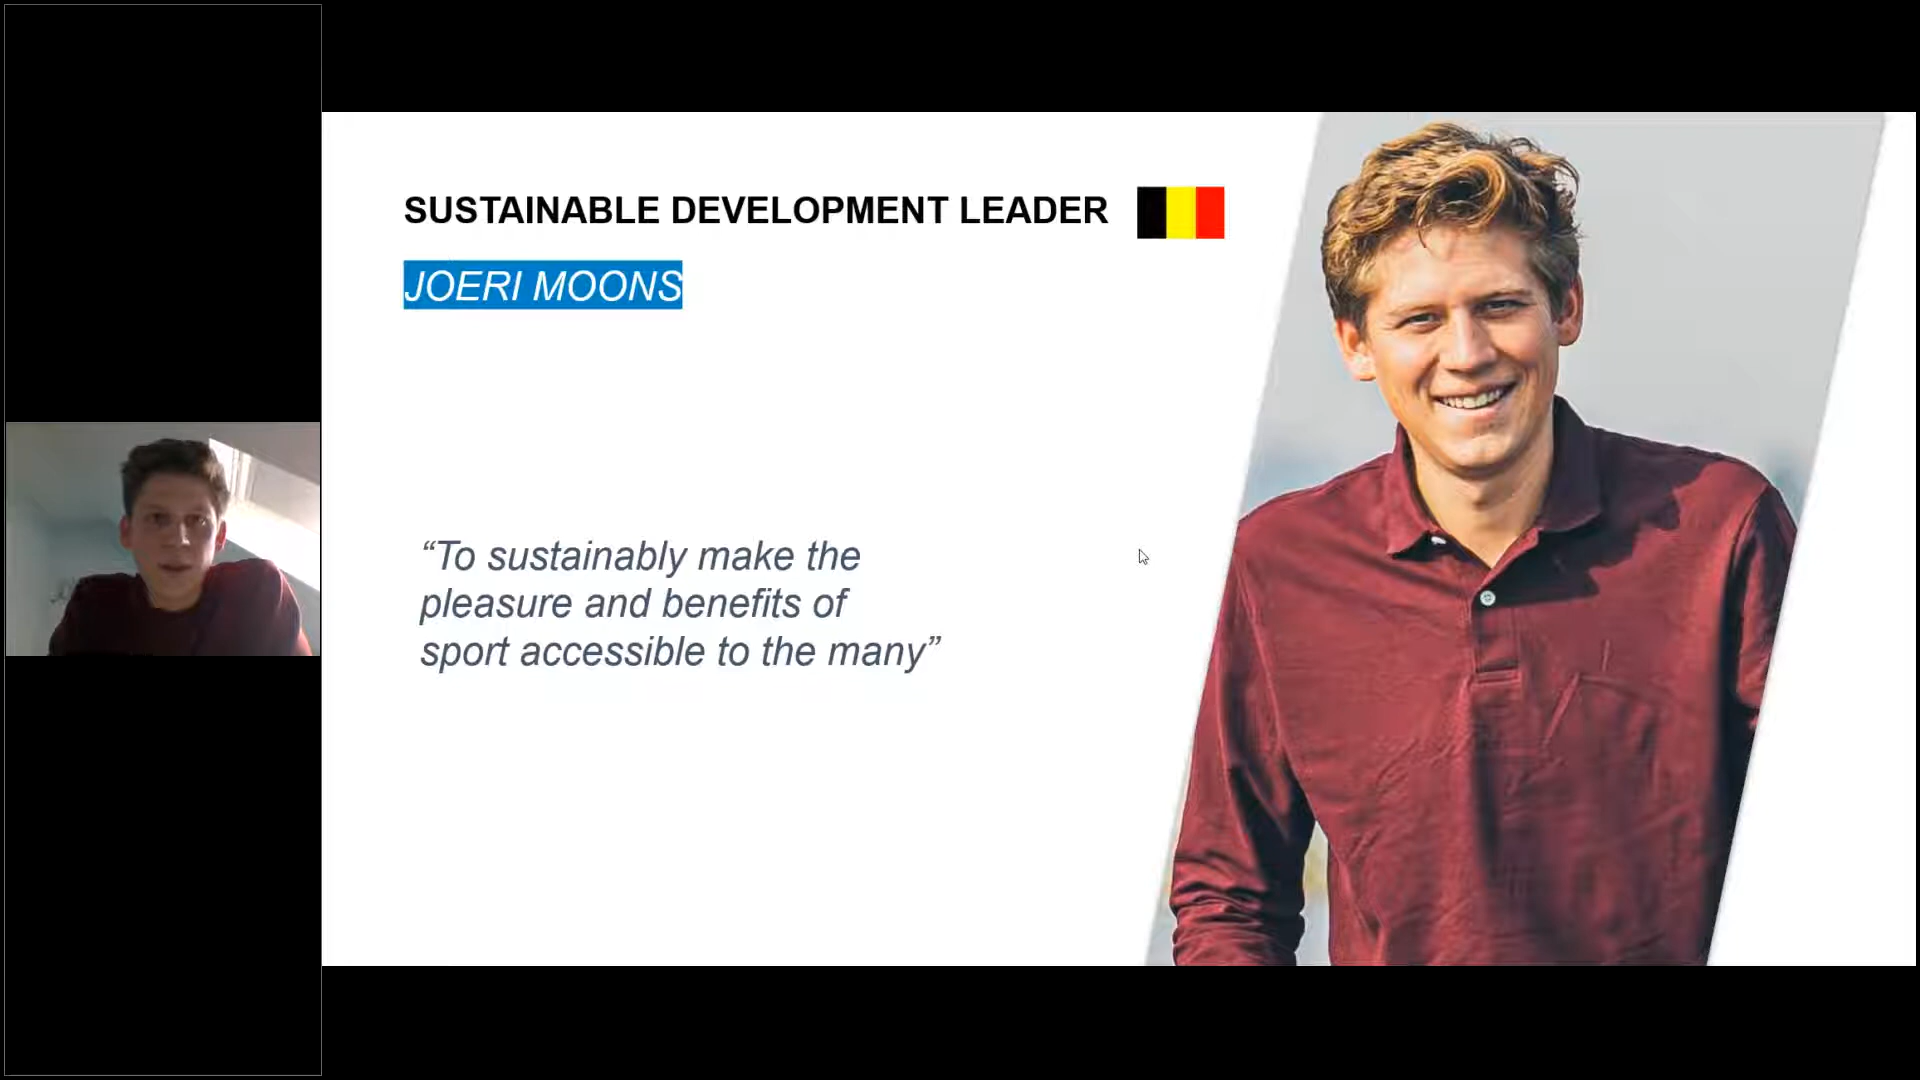 SUSTAINABLE DEVELOPMENT LEADER
JOERI MOONS
“To sustainably make the
pleasure and benefits of
sport accessible to the many”